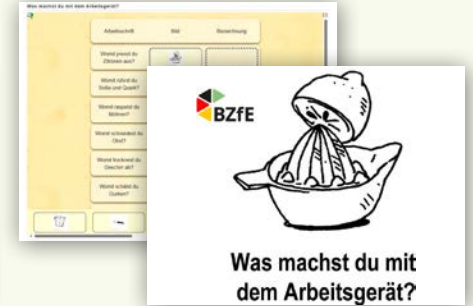 Was machst du mit dem Arbeitsgerät?
Arbeitsschritt Bild Bezeichnung
Womit presst du
Zitronen aus?
Womit rührst du
Soße und Quark?
Womit raspelst du
Möhren?
Womit schneidest du
Obst?
Womit trocknest du
Geschirr ab?
Womit schälst du
Gurken?
BZfE
Was machst du mit
dem Arbeitsgerät?